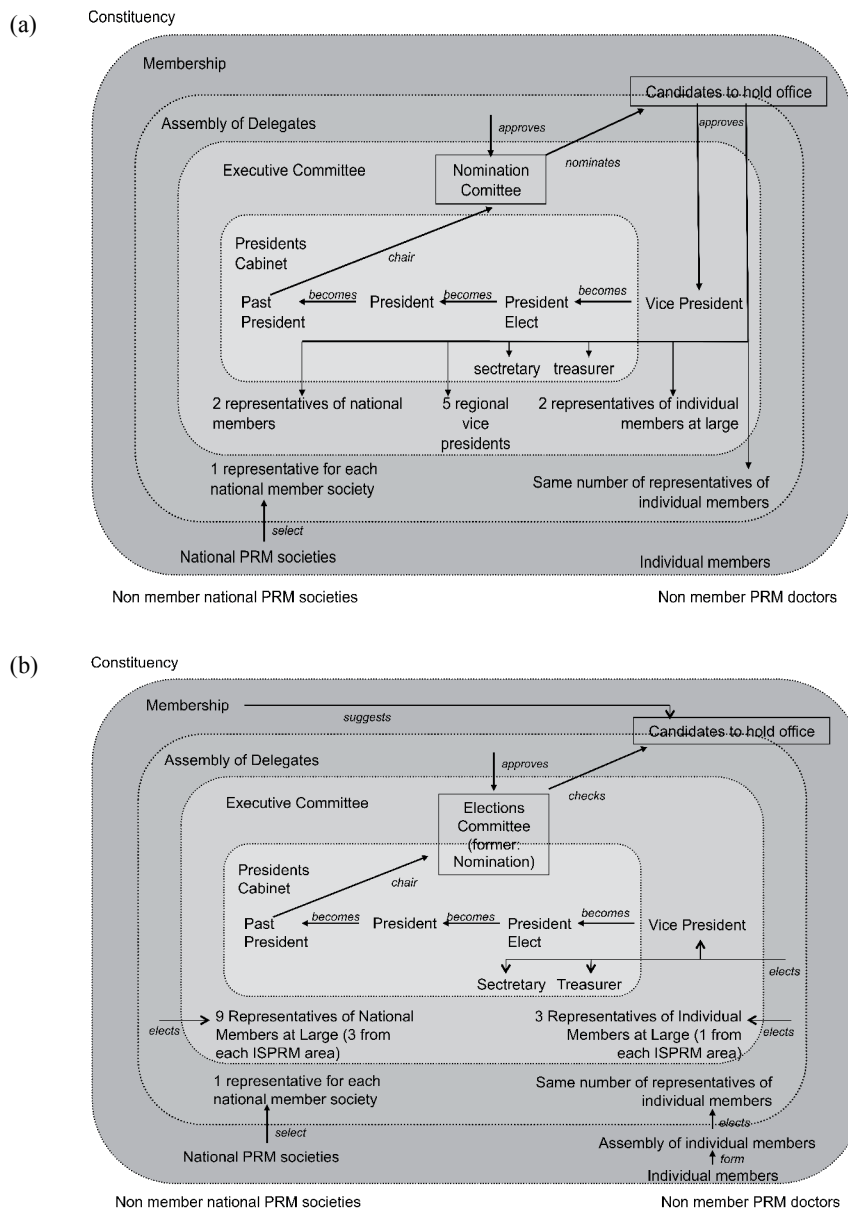 (a)
Constituency
Membership
Candidates to hold office
Assembly of Delegates
approves
approves
Executive Committee
Nomination
Comittee
nominates
Presidents
Cabinet
chair
Past
President
becomes
President
becomes
President
Elect
becomes
Vice President
sectretary
treasurer
2 representatives of national
members
5 regional
vice
presidents
2 representatives of individual
members at large
1 representative for each
national member society
Same number of representatives of
individual members
select
National PRM societies
Individual members
Non member national PRM societies
Non member PRM doctors
(b)
Constituency
Membership
suggests
Candidates to hold office
Assembly of Delegates
approves
Executive Committee
checks
Elections
Committee
(former:
Nomination)
Presidents
Cabinet
chair
Past
President
becomes
President
becomes
President
Elect
becomes
Vice President
elects
Sectretary
Treasurer
elects
9 Representatives of National
Members at Large (3 from
each ISPRM area)
3 Representatives of Individual
Members at Large (1 from
each ISPRM area)
elects
1 representative for each
national member society
Same number of representatives of
individual members
elects
select
National PRM societies
Assembly of individual members
form
Individual members
Non member national PRM societies
Non member PRM doctors